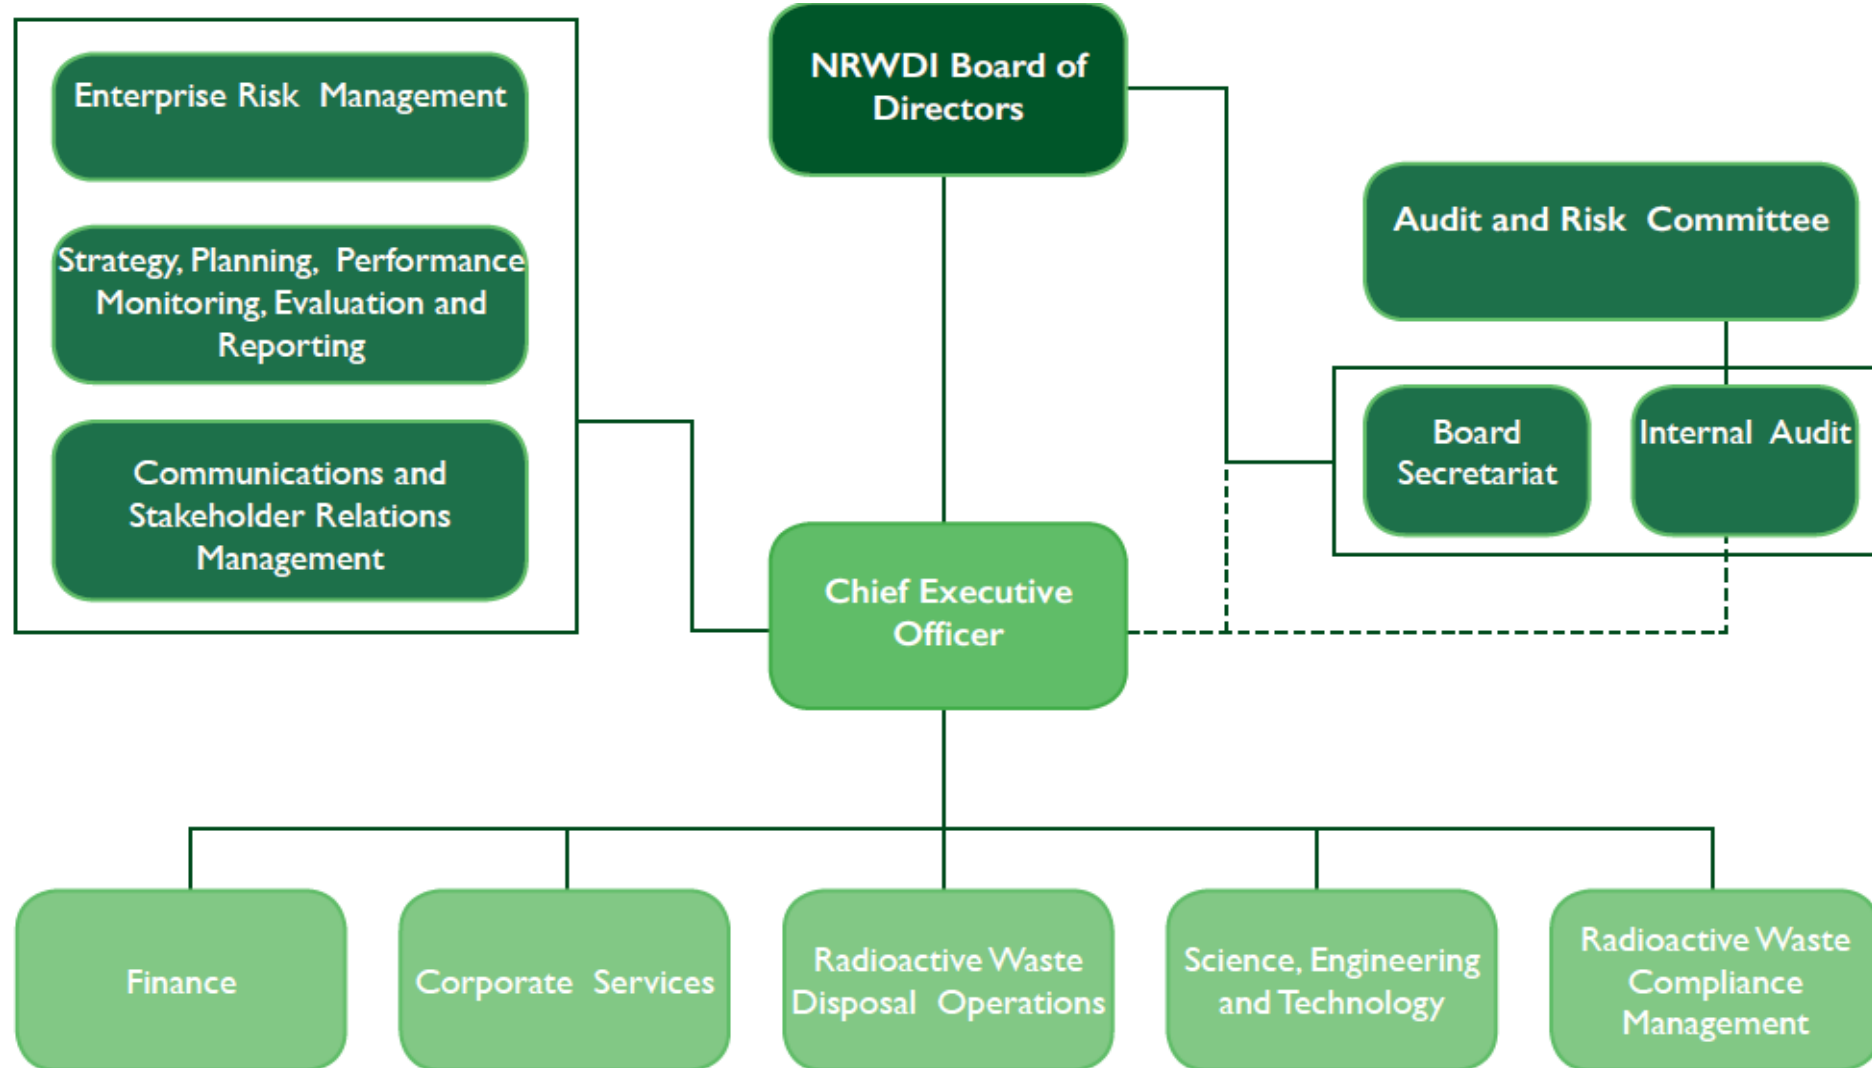 Enterprise Risk Management
Strategy, Planning, Performance
Monitoring, Evaluation and
Reporting
Communications and
Stakeholder Relations
Management
NRWDI Board of
Directors
Audit and Risk Committee
Board
Secretariat
Internal Audit
Chief Executive
Officer
Finance
Corporate Services
Radioactive Waste
Disposal Operations
Science, Engineering
and Technology
Radioactive Waste
Compliance
Management